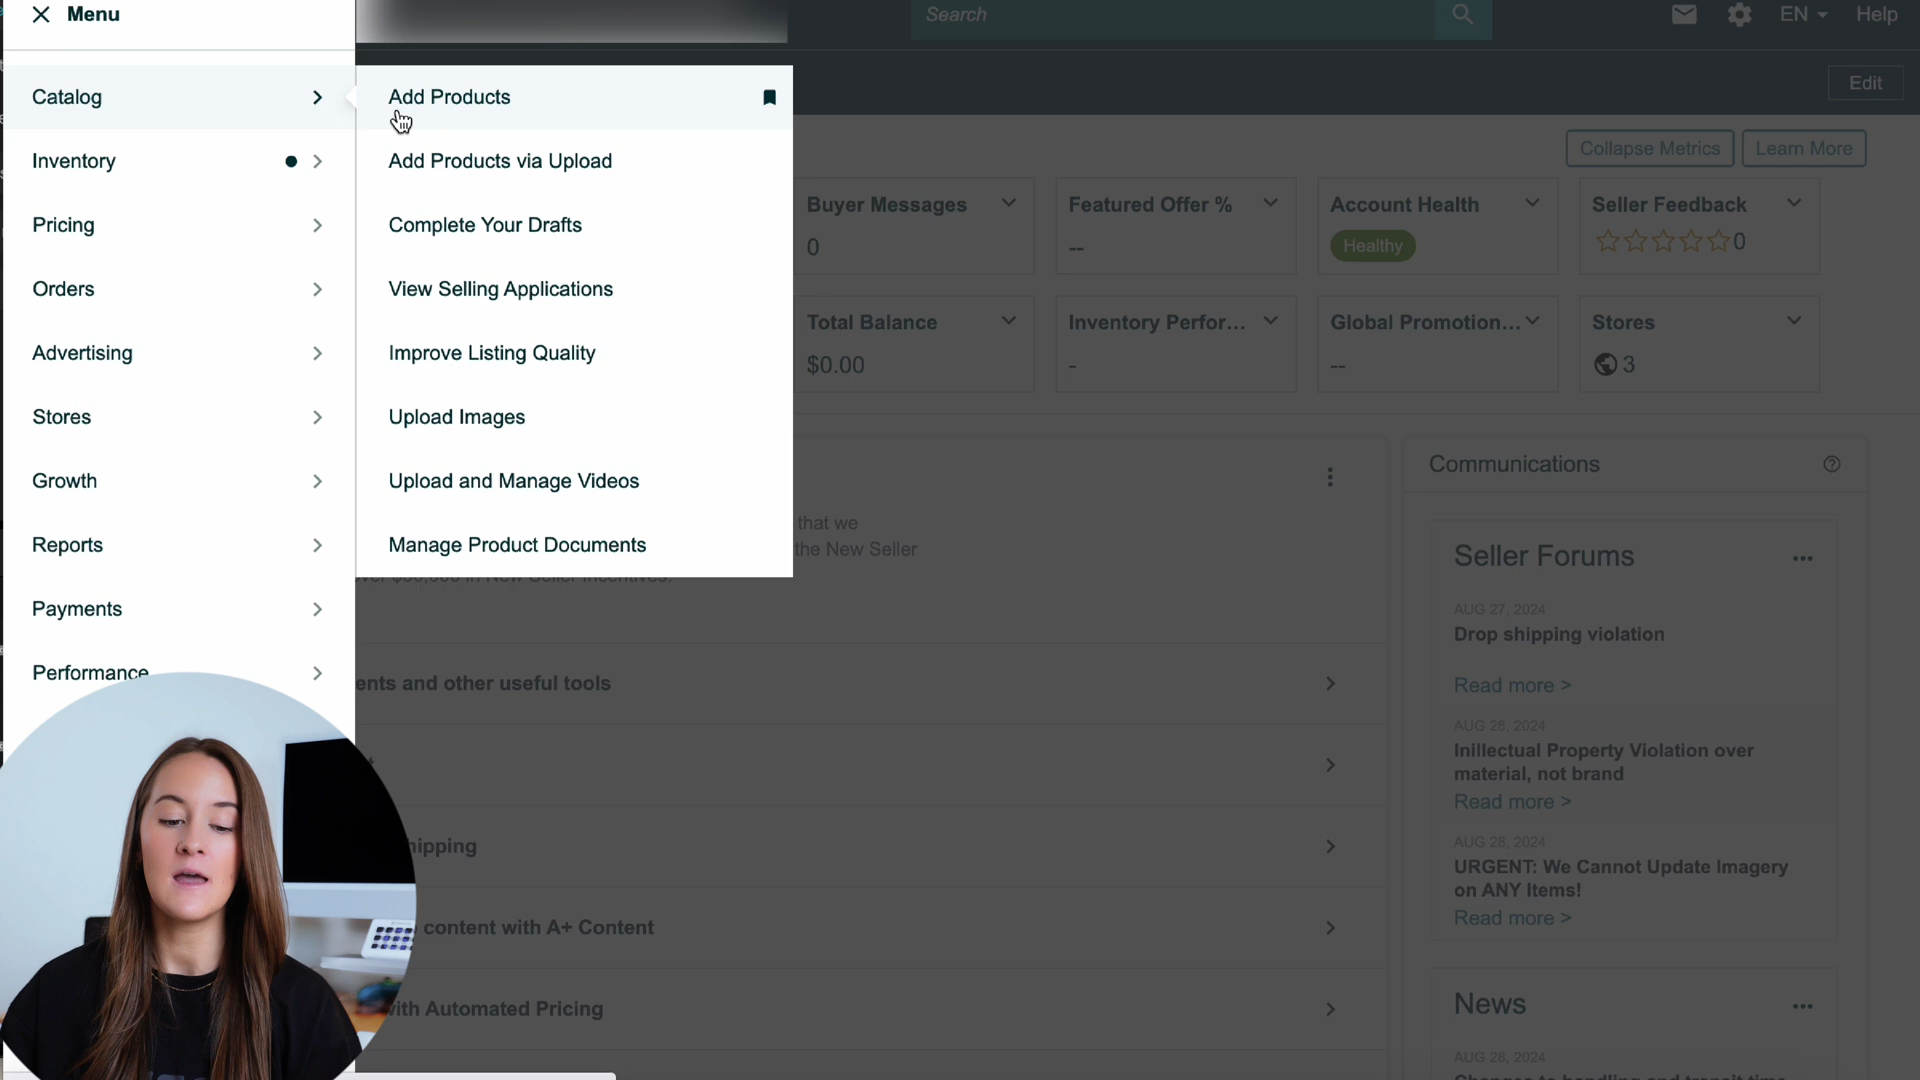 Menu
Search
EN
Help
Edit
Catalog
Inventory
Pricing
Orders
Advertising
Stores
Growth
Reports
Payments
Performance
Add Products
Add Products via Upload
Complete Your Drafts
View Selling Applications
Improve Listing Quality
Upload Images
Upload and Manage Videos
Manage Product Documents
Collapse Metrics
Learn More
Buyer Messages
0
Featured Offer %
--
Account Health
Healthy
Seller Feedback
0
Total Balance
$0.00
Inventory Perfor...
-
Global Promotion...
--
Stores
3
that we
the New Seller
ents and other useful tools
hipping
content with A+ Content
with Automated Pricing
Communications
Seller Forums
AUG 27, 2024
Drop shipping violation
Read more >
AUG 28, 2024
Inillectual Property Violation over
material, not brand
Read more >
AUG 28, 2024
URGENT: We Cannot Update Imagery
on ANY Items!
Read more >
News
AUG 28, 2024